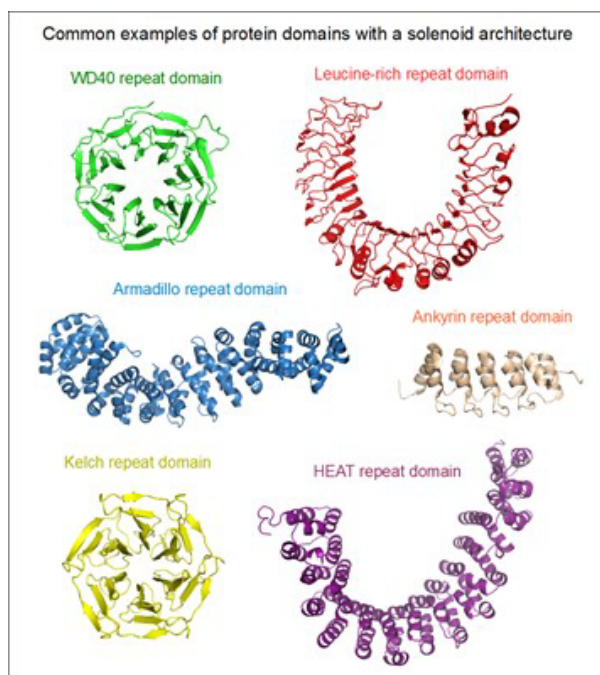 Common examples of protein domains with a solenoid architecture
WD40 repeat domain
Leucine-rich repeat domain
Armadillo repeat domain
Ankyrin repeat domain
Kelch repeat domain
HEAT repeat domain